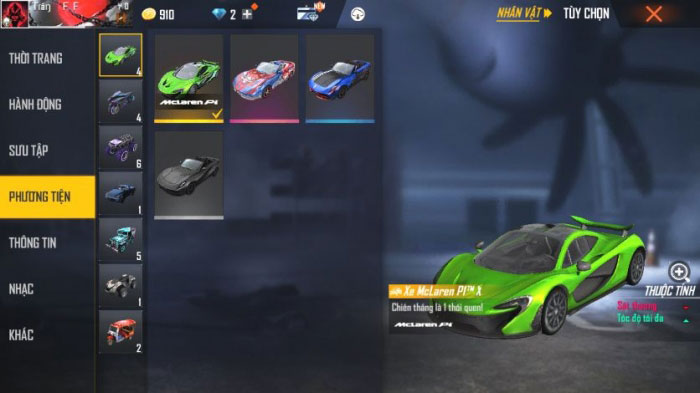 910
2
NEW
NHÂN VẬT
TÙY CHỌN
THỜI TRANG
HÀNH ĐỘNG
SƯU TẬP
PHƯƠNG TIỆN
THÔNG TIN
NHẠC
KHÁC
4
4
6
1
5
1
2
McLaren P1
Xe McLaren P1™ X
Chiến thắng là 1 thói quen!
McLaren P1
THUỘC TÍNH
Sát thương
Tốc độ tối đa